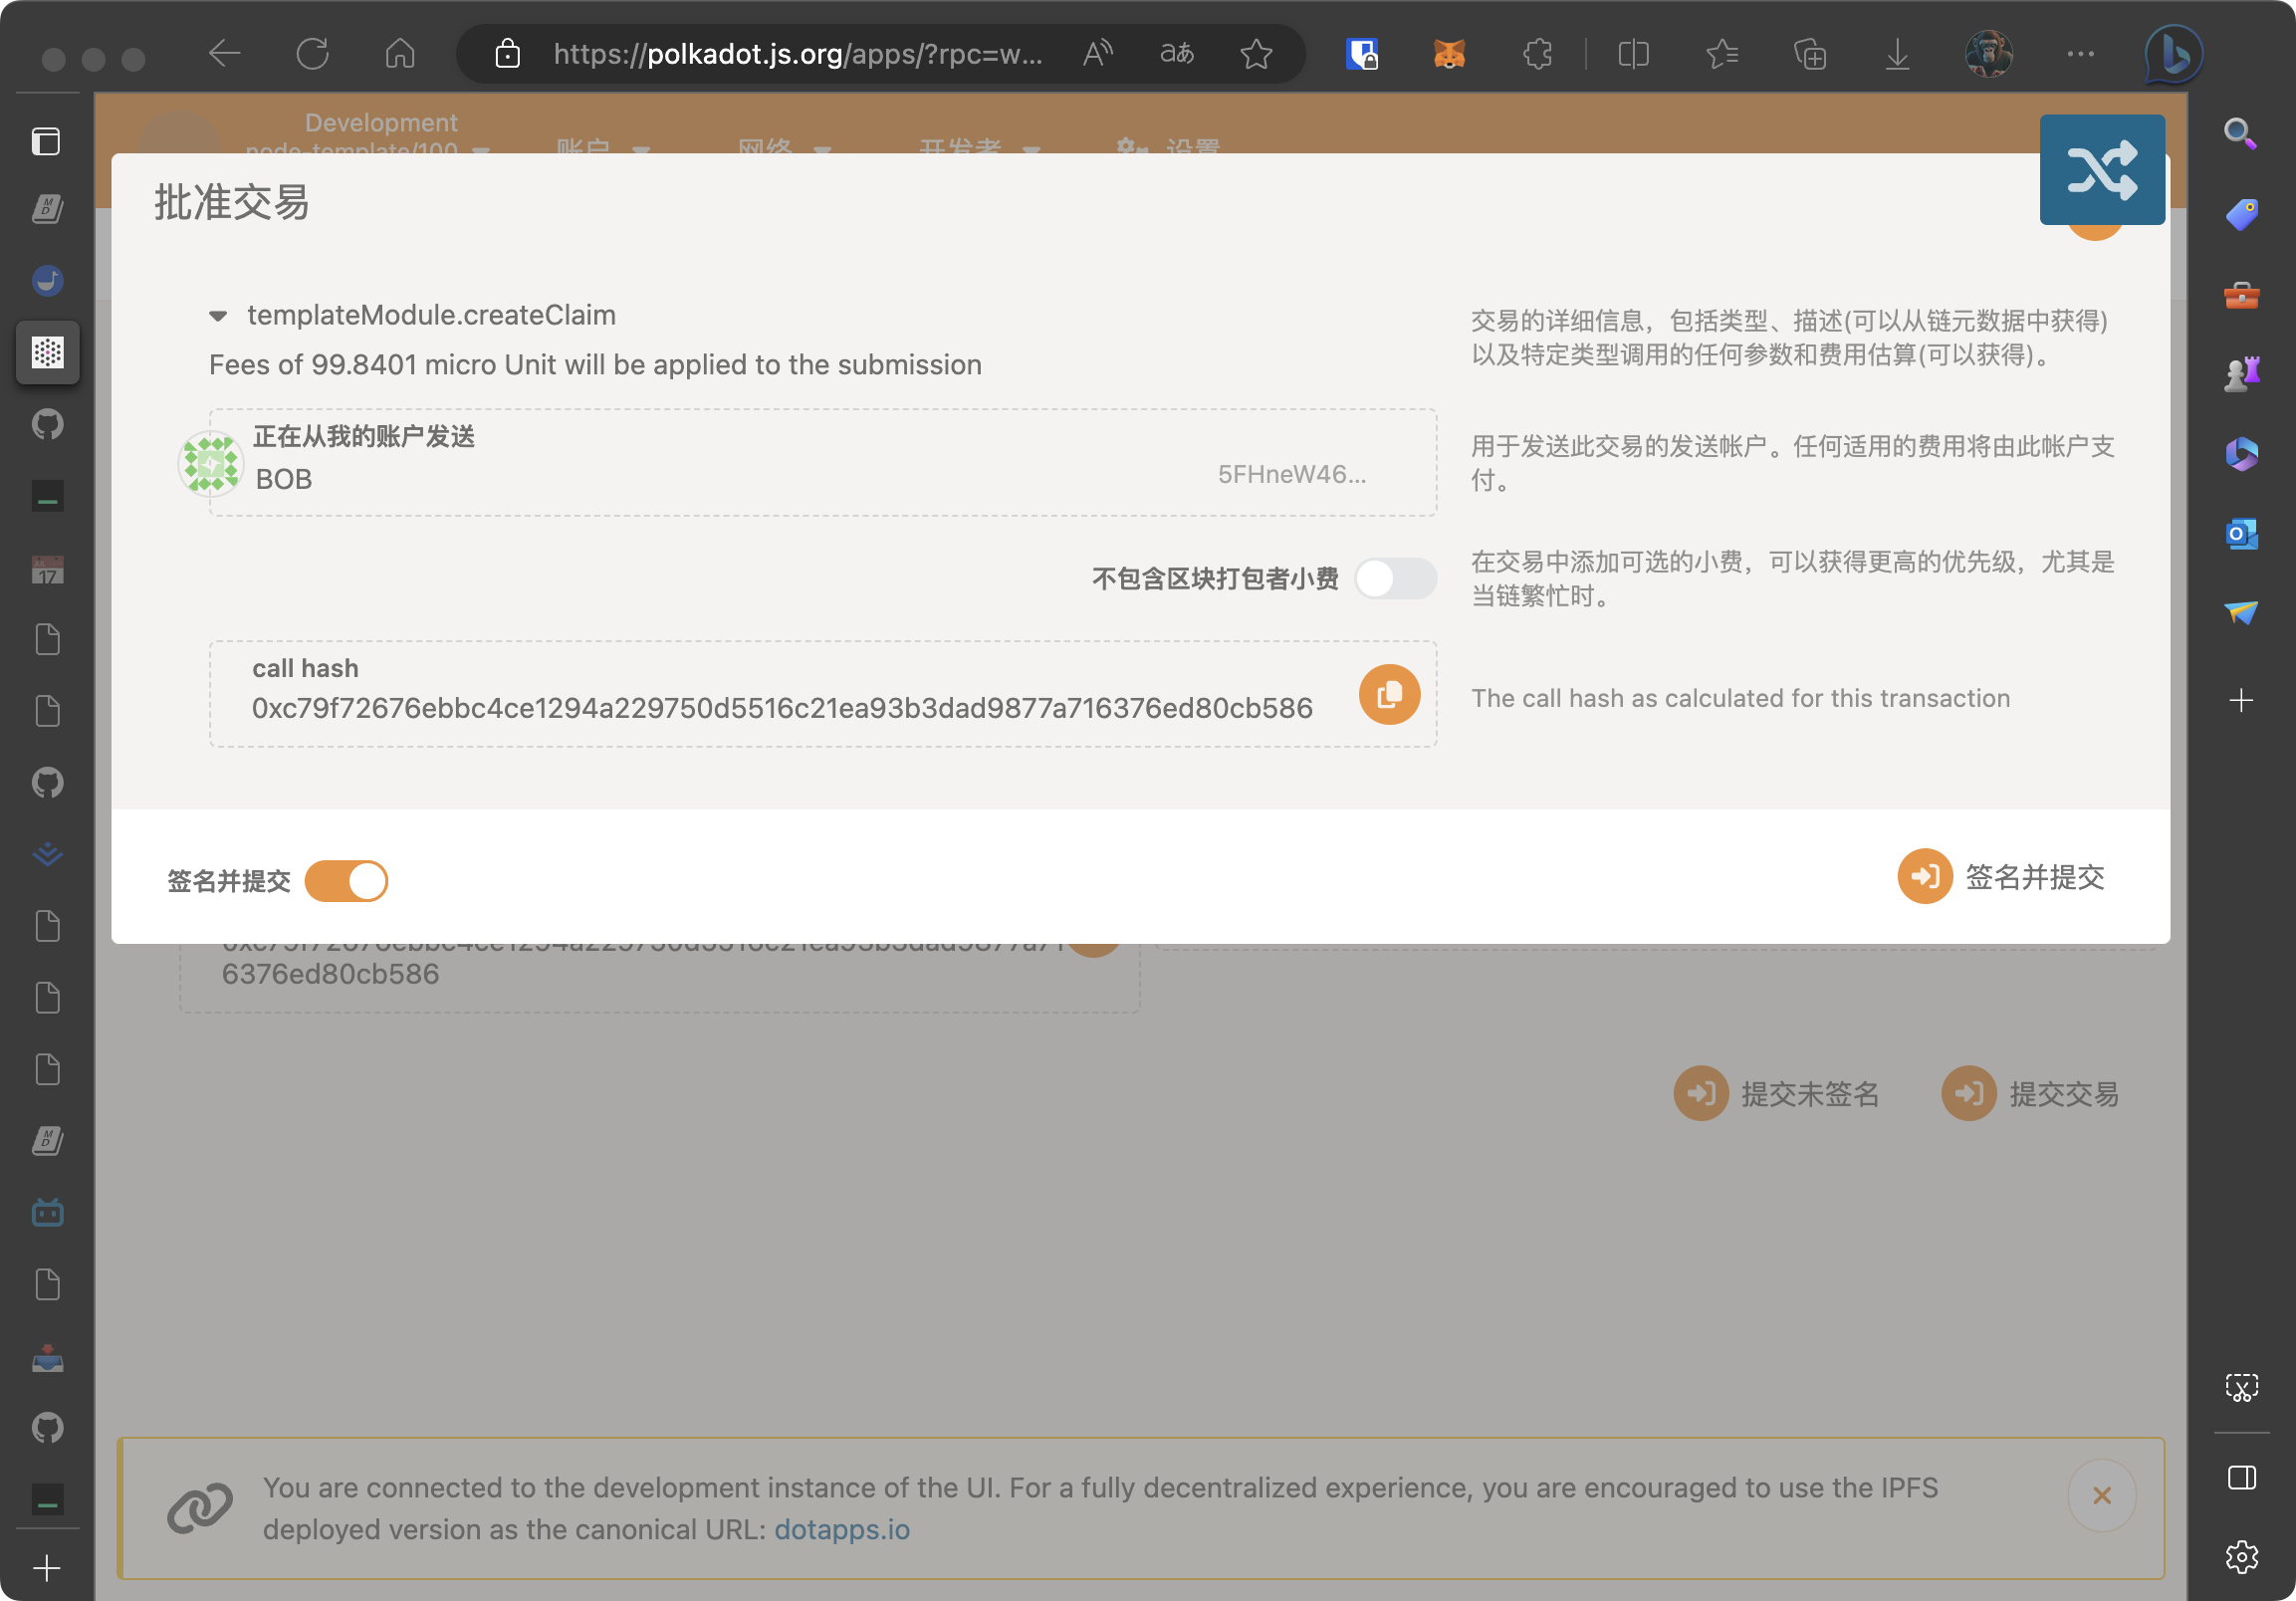 https://polkadot.js.org/apps/?rpc=w...
Development
node-template/100
账户
网络
开发者
设置
批准交易
templateModule.createClaim
Fees of 99.8401 micro Unit will be applied to the submission
交易的详细信息，包括类型、描述(可以从链元数据中获得)
以及特定类型调用的任何参数和费用估算(可以获得)。
正在从我的账户发送
BOB
5FHneW46...
用于发送此交易的发送帐户。任何适用的费用将由此帐户支
付。
不包含区块打包者小费
在交易中添加可选的小费，可以获得更高的优先级，尤其是
当链繁忙时。
call hash
0xc79f72676ebbc4ce1294a229750d5516c21ea93b3dad9877a716376ed80cb586
The call hash as calculated for this transaction
签名并提交
签名并提交
0xc79f72676ebbc4ce1294a229750d5516c21ea93b3dad9877a71
6376ed80cb586
提交未签名
提交交易
You are connected to the development instance of the UI. For a fully decentralized experience, you are encouraged to use the IPFS
deployed version as the canonical URL: dotapps.io